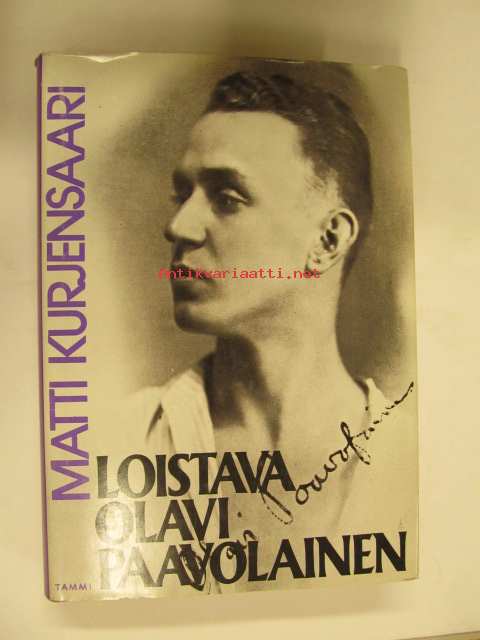 MATTI KURJENSAARI
Antikvariaatti.net
LOISTAVA
OLAVI
PAAVOLAINEN
TAMMI